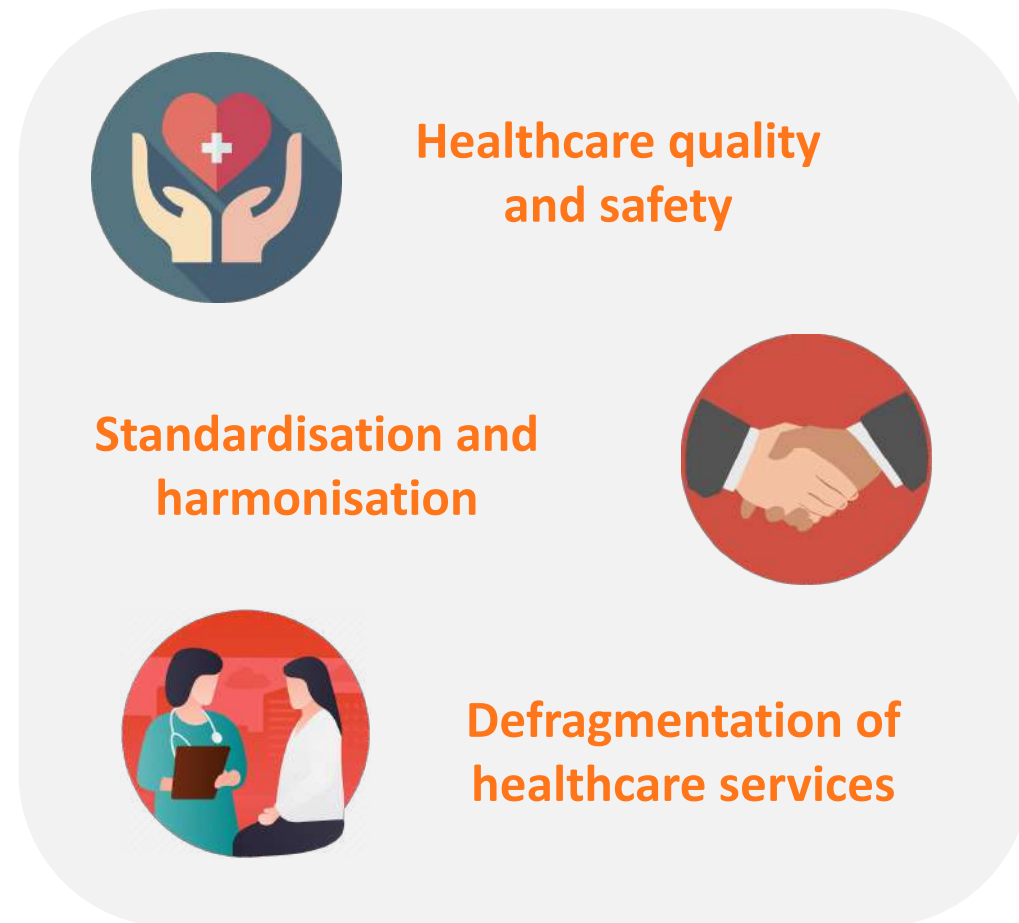 Healthcare quality
and safety
Standardisation and
harmonisation
Defragmentation of
healthcare services